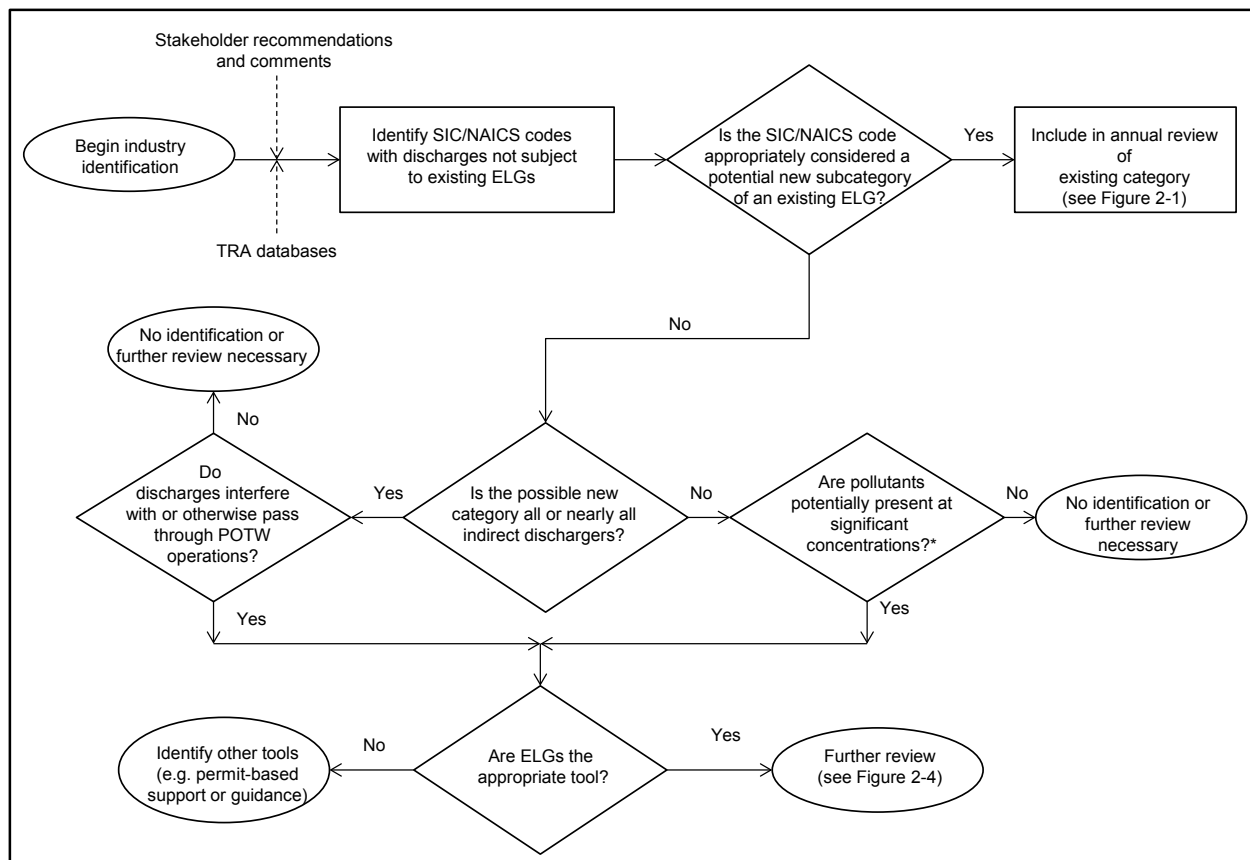 Stakeholder recommendations
and comments
Begin industry
identification
TRA databases
Identify SIC/NAICS codes
with discharges not subject
to existing ELGs
Is the SIC/NAICS code
appropriately considered a
potential new subcategory
of an existing ELG?
Yes
Include in annual review
of
existing category
(see Figure 2-1)
No
No identification or
further review necessary
No
Do
discharges interfere
with or otherwise pass
through POTW
operations?
Yes
Is the possible new
category all or nearly all
indirect dischargers?
No
Are pollutants
potentially present at
significant
concentrations?*
No
No identification or
further review
necessary
Yes
Yes
Identify other tools
(e.g. permit-based
support or guidance)
No
Are ELGs the
appropriate tool?
Yes
Further review
(see Figure 2-4)